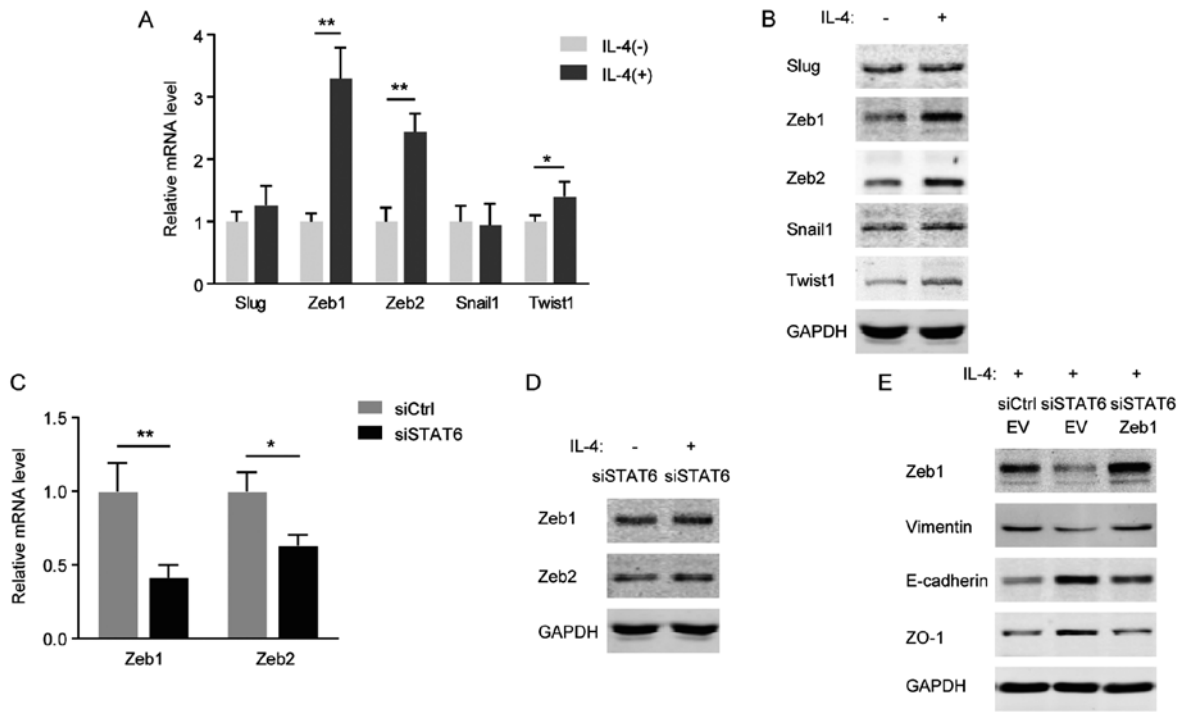 A
Relative mRNA level
4
3
2
1
0
**
**
*
IL-4(-)
IL-4(+)
Slug Zeb1 Zeb2 Snail1 Twist1
B
IL-4: - +
Slug
Zeb1
Zeb2
Snail1
Twist1
GAPDH
C
Relative mRNA level
1.5
1.0
0.5
0.0
**
*
siCtrl
siSTAT6
Zeb1 Zeb2
D
IL-4: - +
siSTAT6 siSTAT6
Zeb1
Zeb2
GAPDH
E
IL-4: + + +
siCtrl siSTAT6 siSTAT6
EV EV Zeb1
Zeb1
Vimentin
E-cadherin
ZO-1
GAPDH